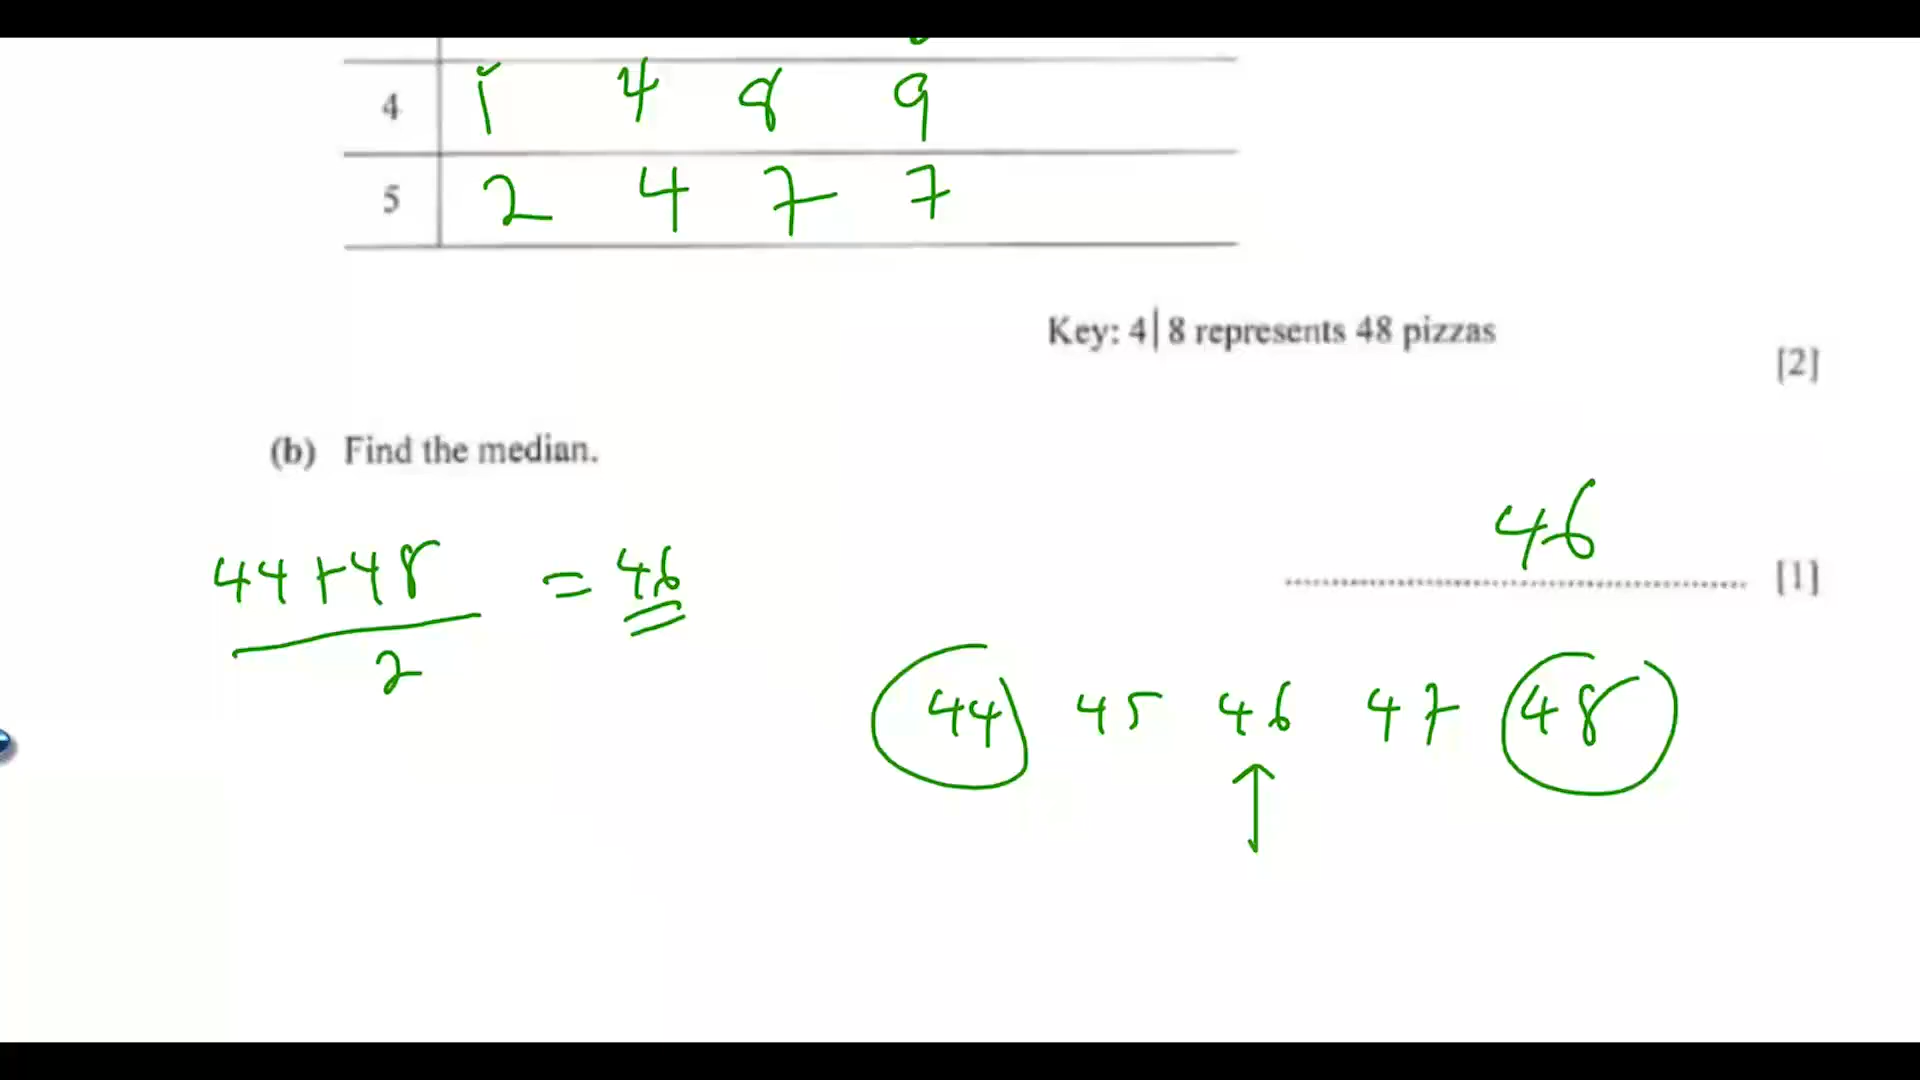 4 1 4 8 9
5 2 4 7 7
Key: 4|8 represents 48 pizzas
[2]
(b) Find the median.
46
[1]
44+48
2
= 46
44 45 46 47 48